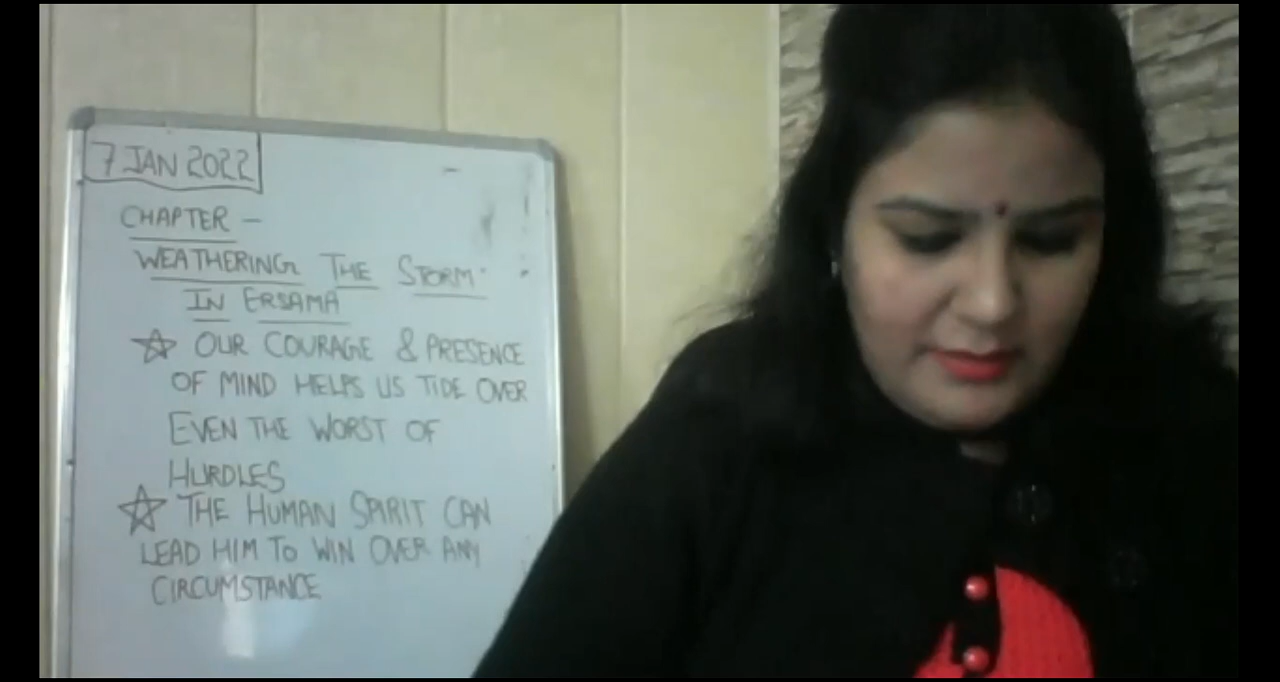 7 JAN 2022
CHAPTER -
WEATHERING THE STORM
IN ERSAMA
☆ OUR COURAGE & PRESENCE
OF MIND HELPS US TIDE OVER
EVEN THE WORST OF
HURDLES
☆ THE HUMAN SPIRIT CAN
LEAD HIM TO WIN OVER ANY
CIRCUMSTANCE